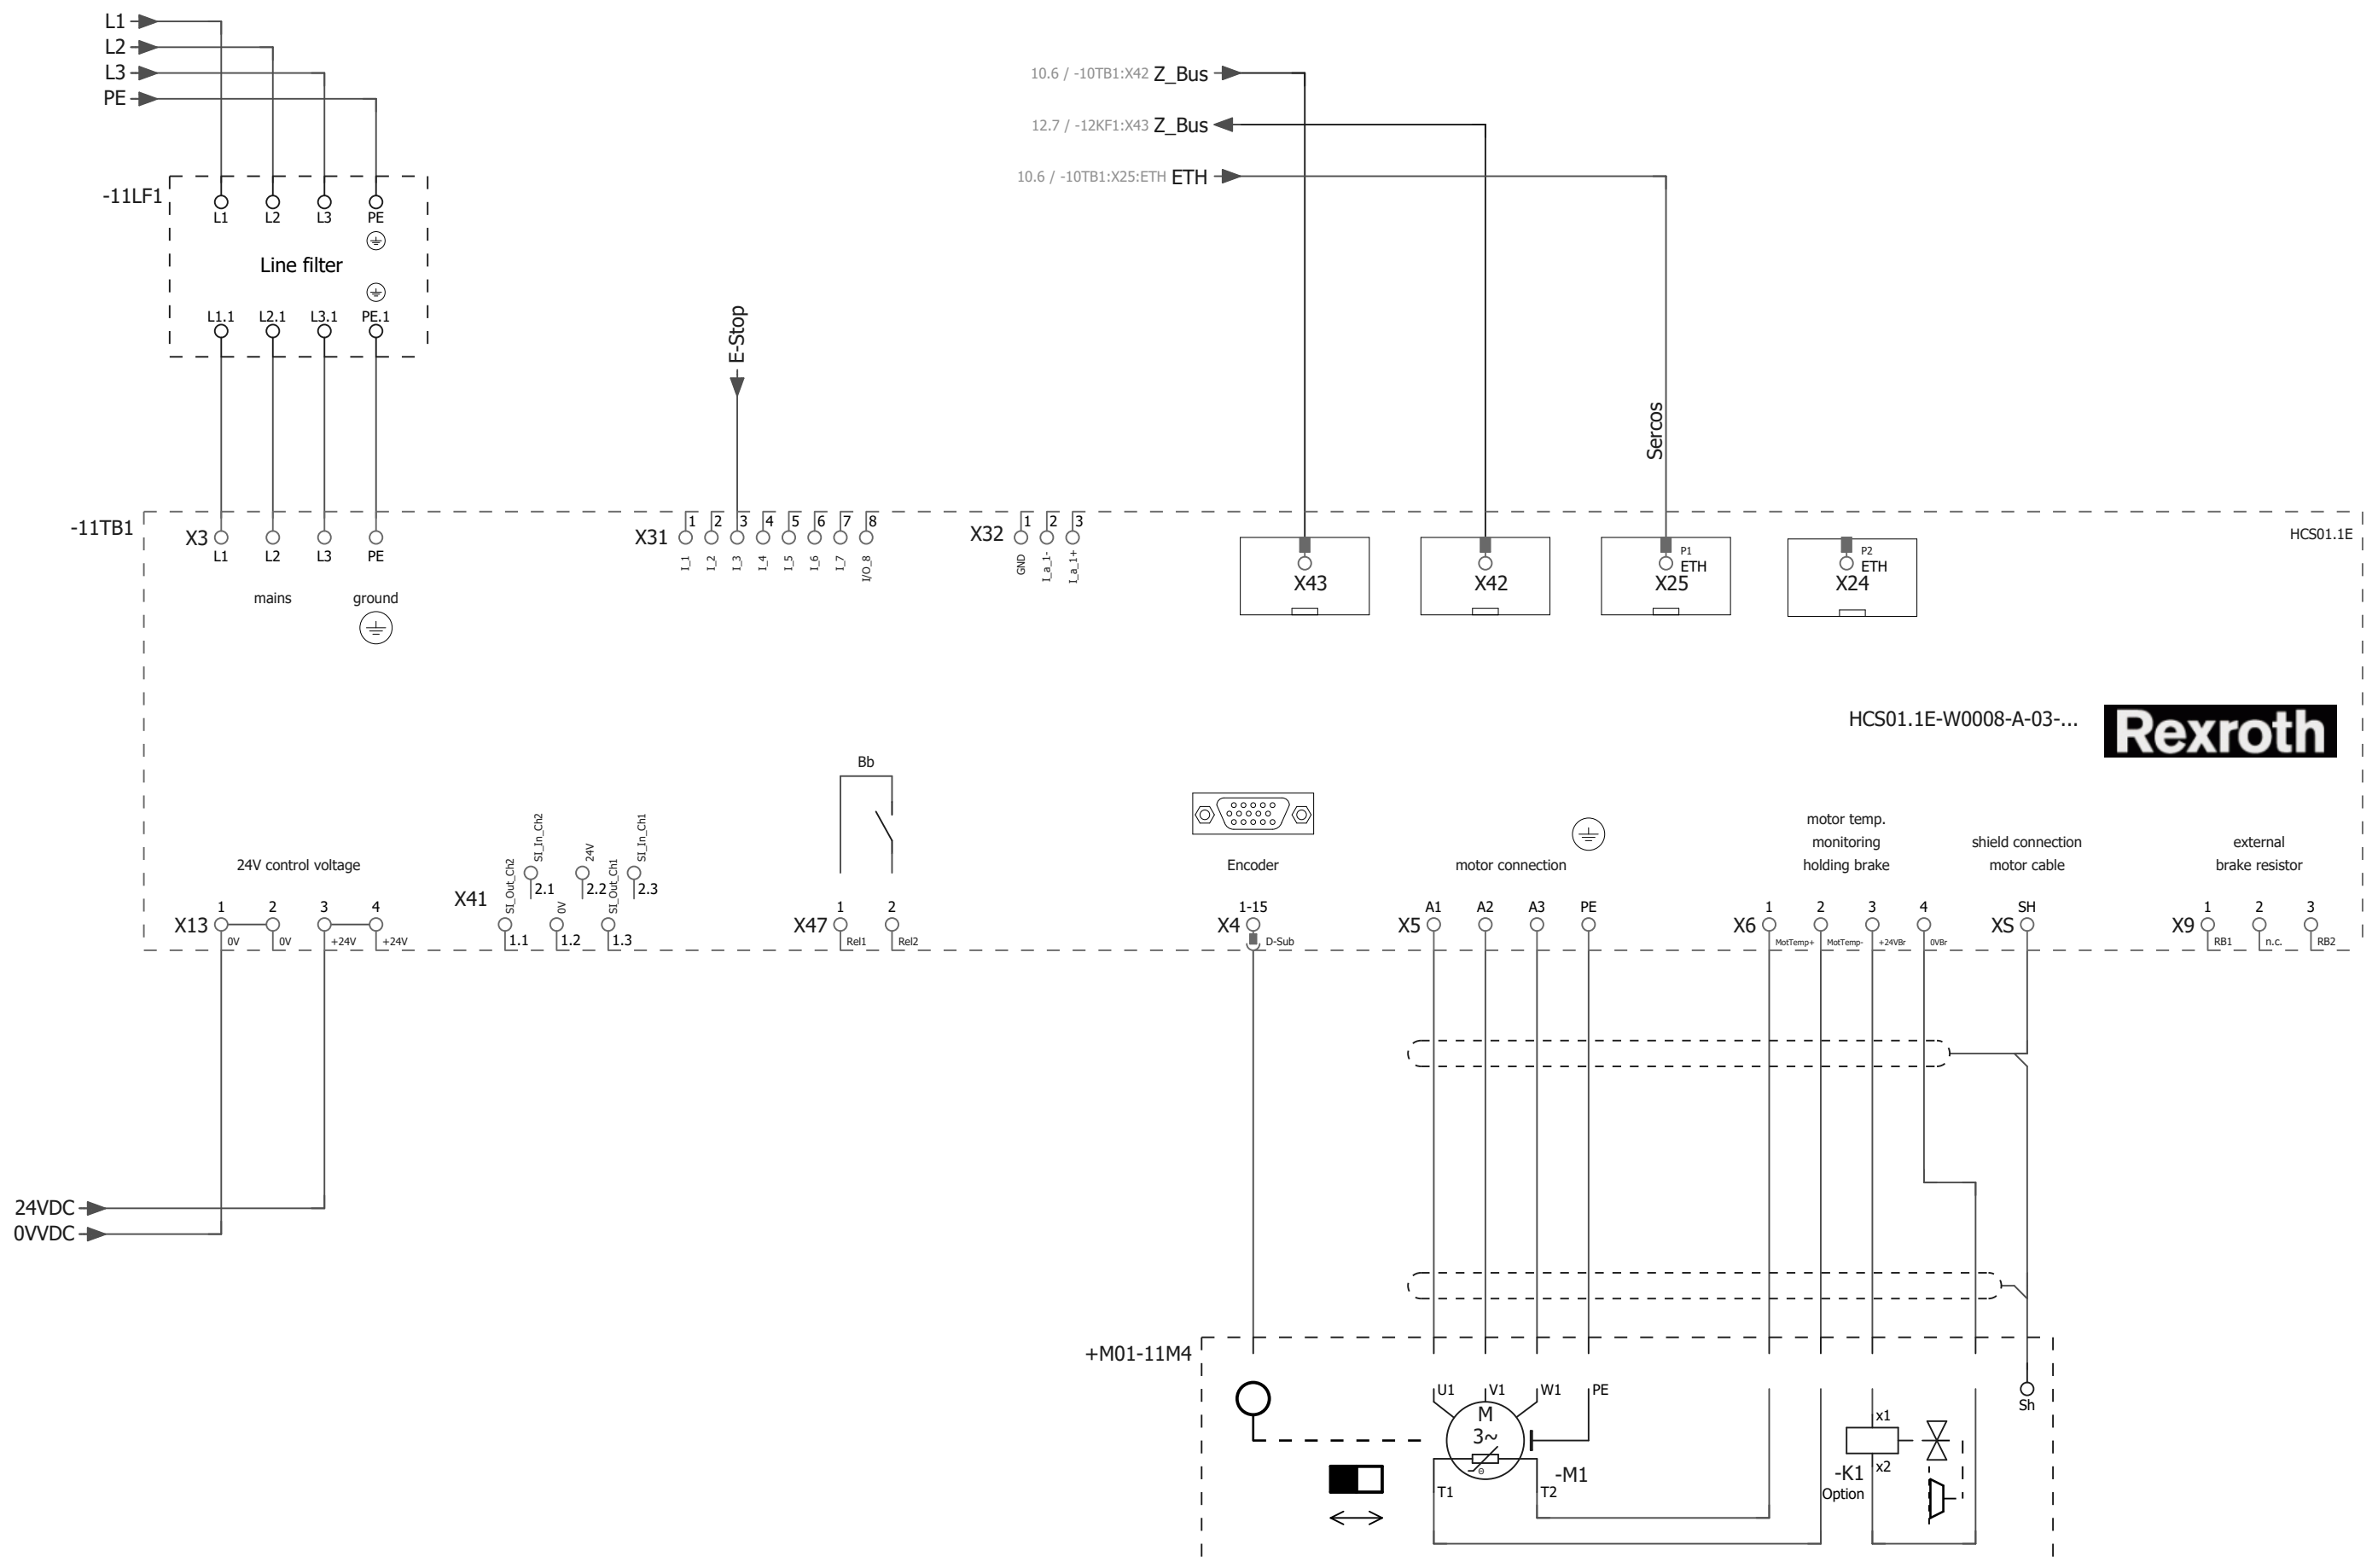 L1
L2
L3
PE
10.6 / -10TB1:X42 Z_Bus
12.7 / -12KF1:X43 Z_Bus
10.6 / -10TB1:X25:ETH ETH
-11LF1
L1 L2 L3 PE
Line filter
L1.1 L2.1 L3.1 PE.1
E-Stop
Sercos
-11TB1
HCS01.1E
X3
L1 L2 L3 PE
mains
ground
X31
1 2 3 4 5 6 7 8
I_1 I_2 I_3 I_4 I_5 I_6 I_7 I/O_8
X32
1 2 3
GND I_a_1- I_a_1+
X43
X42
P1
ETH
X25
P2
ETH
X24
HCS01.1E-W0008-A-03-...
Rexroth
24V control voltage
X13
1 2 3 4
0V 0V +24V +24V
X41
SI_In_Ch2 24V SI_In_Ch1
2.1 2.2 2.3
SI_Out_Ch2 0V SI_Out_Ch1
1.1 1.2 1.3
Bb
X47
1 2
Rel1 Rel2
Encoder
X4
1-15
D-Sub
motor connection
X5
A1 A2 A3 PE
motor temp.
monitoring
holding brake
X6
1 2 3 4
MotTemp+ MotTemp- +24VBr 0VBr
shield connection
motor cable
XS
SH
external
brake resistor
X9
1 2 3
RB1 n.c. RB2
24VDC
0VVDC
+M01-11M4
U1 V1 W1 PE
M
3~
Θ
-M1
T1 T2
x1
x2
-K1
Option
Sh